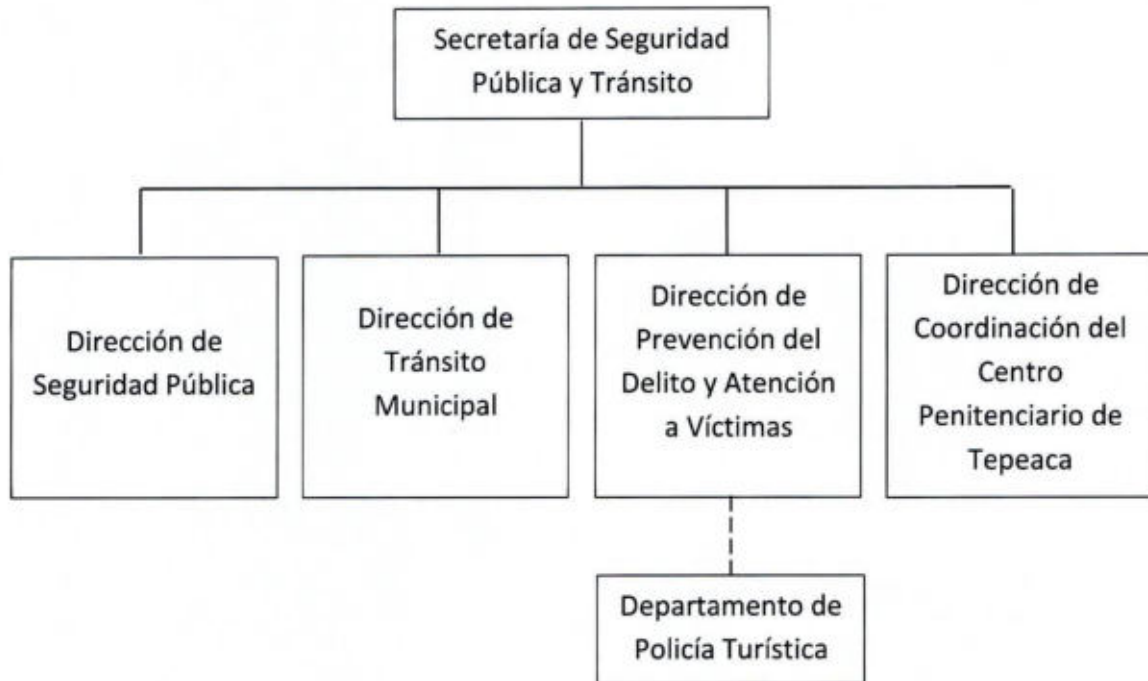 Secretaría de Seguridad
Pública y Tránsito
Dirección de
Seguridad Pública
Dirección de
Tránsito
Municipal
Dirección de
Prevención del
Delito y Atención
a Víctimas
Dirección de
Coordinación del
Centro
Penitenciario de
Tepeaca
Departamento de
Policía Turística